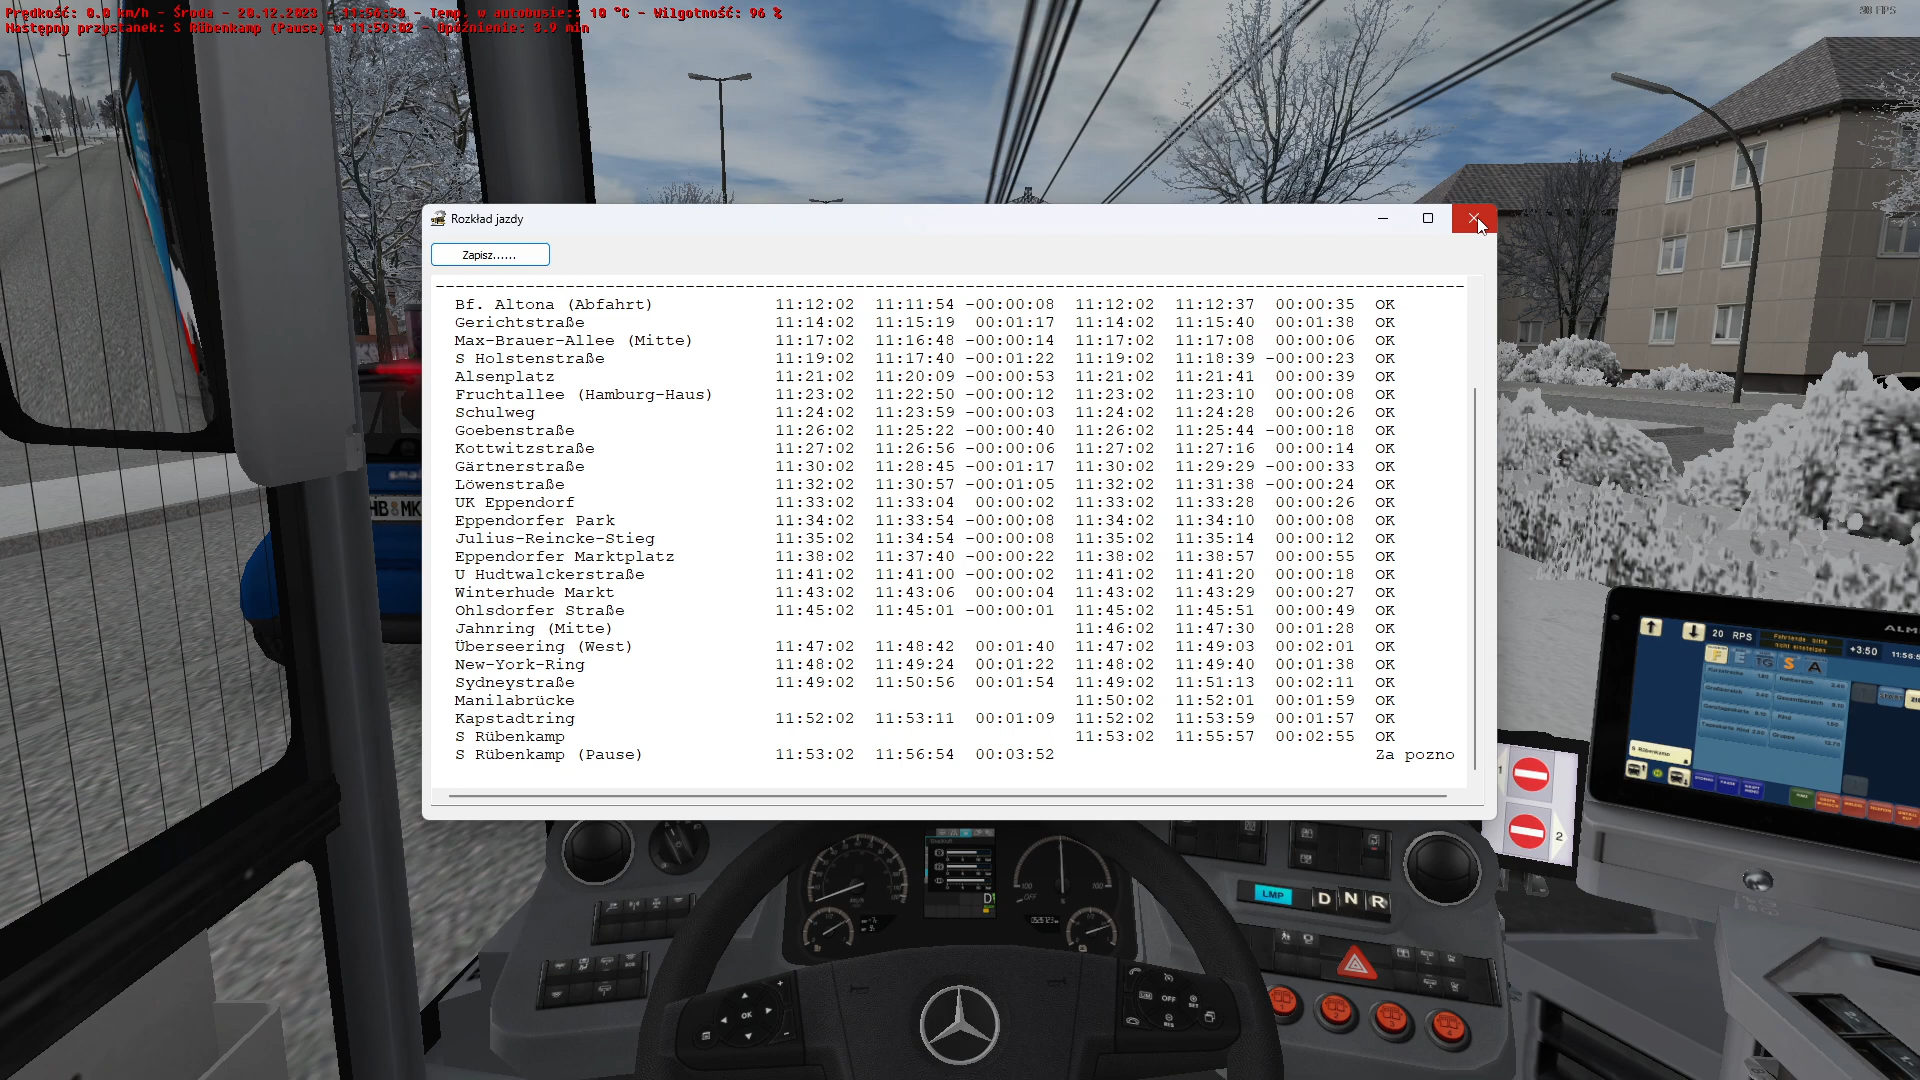 Prędkość: 0.0 km/h - Środa - 20.12.2023 - 11:56:58 - Temp. w autobusie:: 10 °C - Wilgotność: 96 %
Następny przystanek: S Rübenkamp (Pause) w 11:59:02 - Opóźnienie: 3.9 min
FPS
Rozkład jazdy
Zapisz......
Bf. Altona (Abfahrt) 11:12:02 11:11:54 -00:00:08 11:12:02 11:12:37 00:00:35 OK
Gerichtstraße 11:14:02 11:15:19 00:01:17 11:14:02 11:15:40 00:01:38 OK
Max-Brauer-Allee (Mitte) 11:17:02 11:16:48 -00:00:14 11:17:02 11:17:08 00:00:06 OK
S Holstenstraße 11:19:02 11:17:40 -00:01:22 11:19:02 11:18:39 -00:00:23 OK
Alsenplatz 11:21:02 11:20:09 -00:00:53 11:21:02 11:21:41 00:00:39 OK
Fruchtallee (Hamburg-Haus) 11:23:02 11:22:50 -00:00:12 11:23:02 11:23:10 00:00:08 OK
Schulweg 11:24:02 11:23:59 -00:00:03 11:24:02 11:24:28 00:00:26 OK
Goebenstraße 11:26:02 11:25:22 -00:00:40 11:26:02 11:25:44 -00:00:18 OK
Kottwitzstraße 11:27:02 11:26:56 -00:00:06 11:27:02 11:27:16 00:00:14 OK
Gärtnerstraße 11:30:02 11:28:45 -00:01:17 11:30:02 11:29:29 -00:00:33 OK
Löwenstraße 11:32:02 11:30:57 -00:01:05 11:32:02 11:31:38 -00:00:24 OK
UK Eppendorf 11:33:02 11:33:04 00:00:02 11:33:02 11:33:28 00:00:26 OK
Eppendorfer Park 11:34:02 11:33:54 -00:00:08 11:34:02 11:34:10 00:00:08 OK
Julius-Reincke-Stieg 11:35:02 11:34:54 -00:00:08 11:35:02 11:35:14 00:00:12 OK
Eppendorfer Marktplatz 11:38:02 11:37:40 -00:00:22 11:38:02 11:38:57 00:00:55 OK
U Hudtwalckerstraße 11:41:02 11:41:00 -00:00:02 11:41:02 11:41:20 00:00:18 OK
Winterhude Markt 11:43:02 11:43:06 00:00:04 11:43:02 11:43:29 00:00:27 OK
Ohlsdorfer Straße 11:45:02 11:45:01 -00:00:01 11:45:02 11:45:51 00:00:49 OK
Jahnring (Mitte) 11:46:02 11:47:30 00:01:28 OK
Überseering (West) 11:47:02 11:48:42 00:01:40 11:47:02 11:49:03 00:02:01 OK
New-York-Ring 11:48:02 11:49:24 00:01:22 11:48:02 11:49:40 00:01:38 OK
Sydneystraße 11:49:02 11:50:56 00:01:54 11:49:02 11:51:13 00:02:11 OK
Manilabrücke 11:50:02 11:52:01 00:01:59 OK
Kapstadtring 11:52:02 11:53:11 00:01:09 11:52:02 11:53:59 00:01:57 OK
S Rübenkamp 11:53:02 11:55:57 00:02:55 OK
S Rübenkamp (Pause) 11:53:02 11:56:54 00:03:52 Za pozno
HB MK
20 RPS
Fahrtende bitte
nicht einsteigen
+3:50
F E TG S A
S Rübenkamp
LMP
D N R
D
OK
OFF
1
2
1 2 3 4